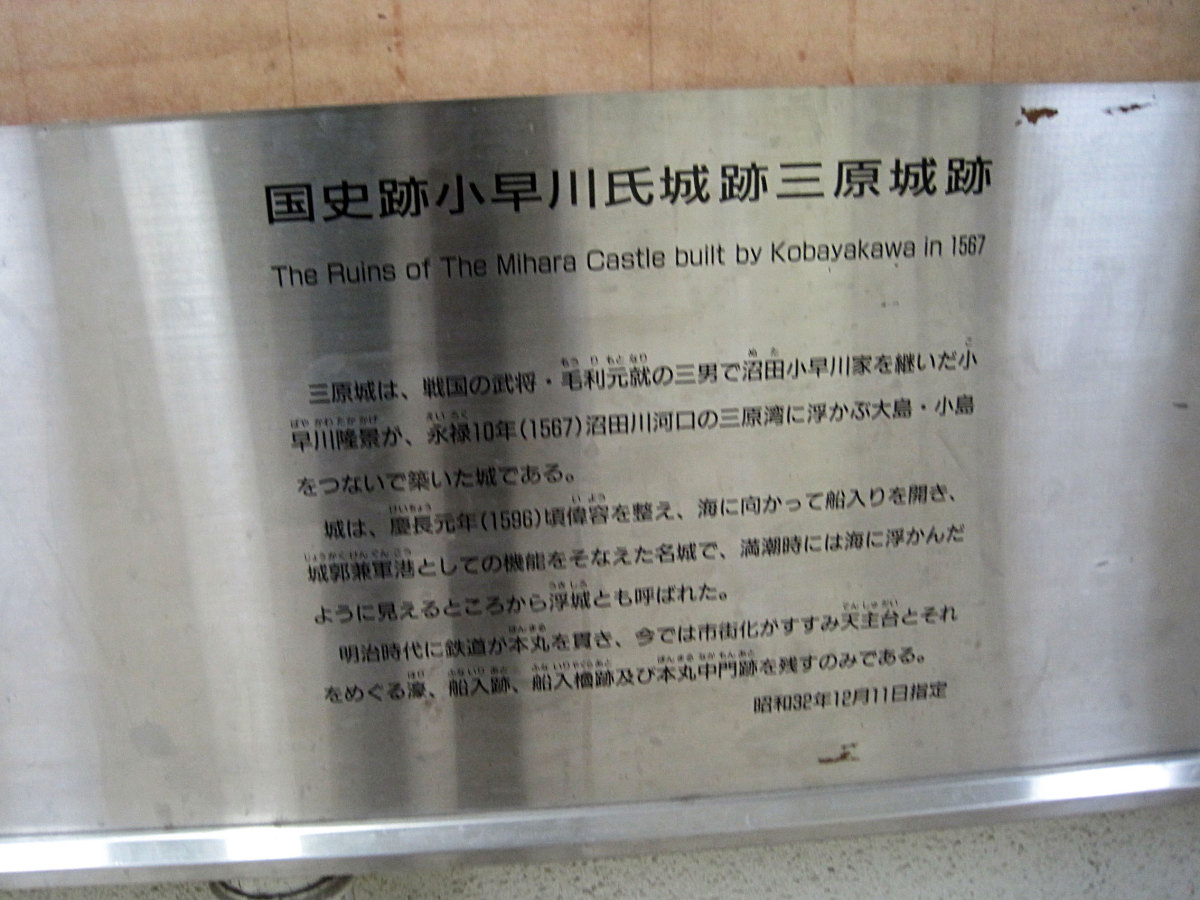 国史跡小早川氏城跡三原城跡
The Ruins of The Mihara Castle built by Kobayakawa in 1567
三原城は、戦国の武将・毛利元就の三男で沼田小早川家を継いだ小
早川隆景が、永禄10年(1567)沼田川河口の三原湾に浮かぶ大島・小島
をつないで築いた城である。
城は、慶長元年(1596)頃偉容を整え、海に向かって船入りを開き、
城郭兼軍港としての機能をそなえた名城で、満潮時には海に浮かんだ
ように見えるところから浮城とも呼ばれた。
明治時代に鉄道が本丸を貫き、今では市街化がすすみ天主台とそれ
をめぐる濠、船入跡、船入櫓跡及び本丸中門跡を残すのみである。
昭和32年12月11日指定